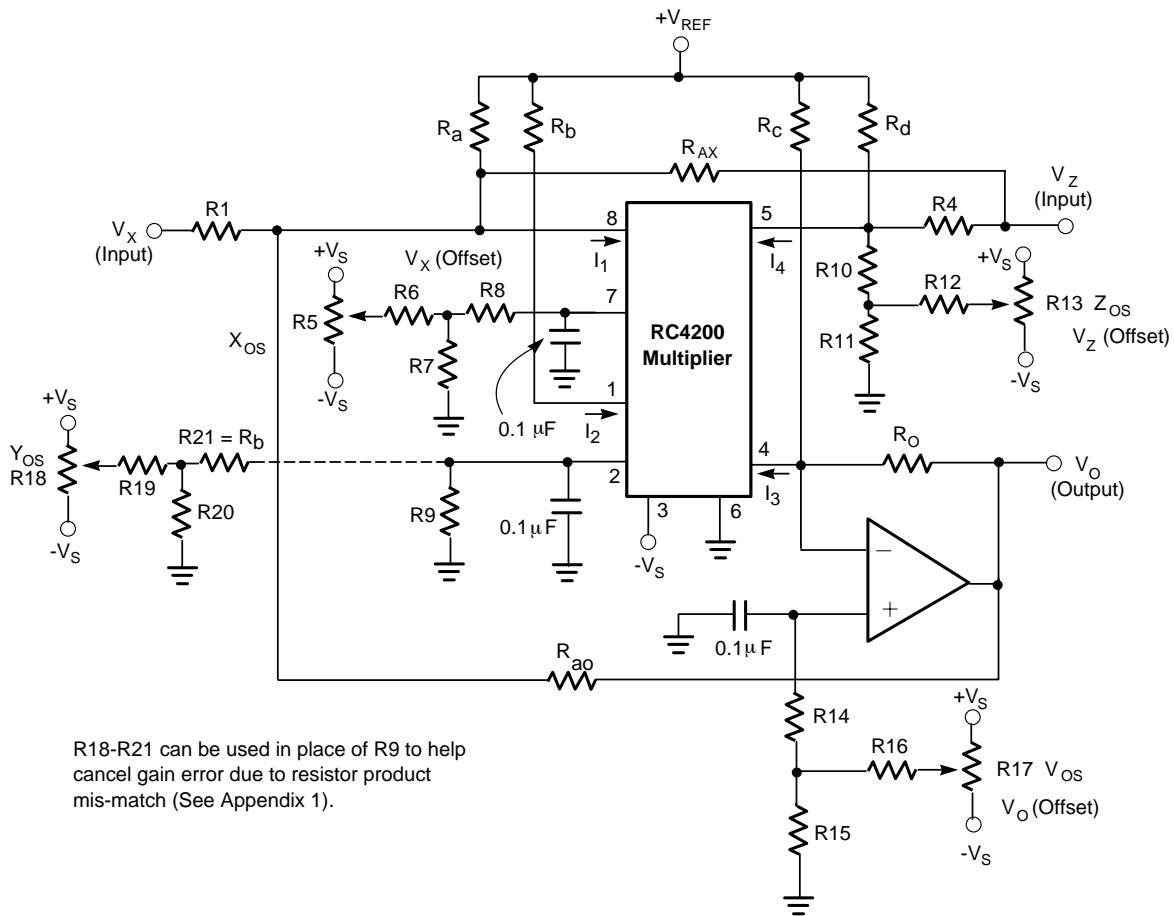 +VREF
Ra
Rb
Rc
Rd
RAX
VZ
(Input)
VX
(Input)
R1
8
I1
5
I4
R4
+VS
VX (Offset)
R5
R6
R8
7
XOS
R7
-VS
0.1 μF
RC4200
Multiplier
R10
R12
R11
+VS
R13 ZOS
VZ (Offset)
-VS
1
I2
+VS
YOS
R18
R19
R21 = Rb
R20
-VS
R9
0.1 μF
2
3
-VS
6
4
I3
RO
VO
(Output)
−
+
0.1 μF
Rao
R14
R16
R15
+VS
R17 VOS
VO (Offset)
-VS
R18-R21 can be used in place of R9 to help
cancel gain error due to resistor product
mis-match (See Appendix 1).